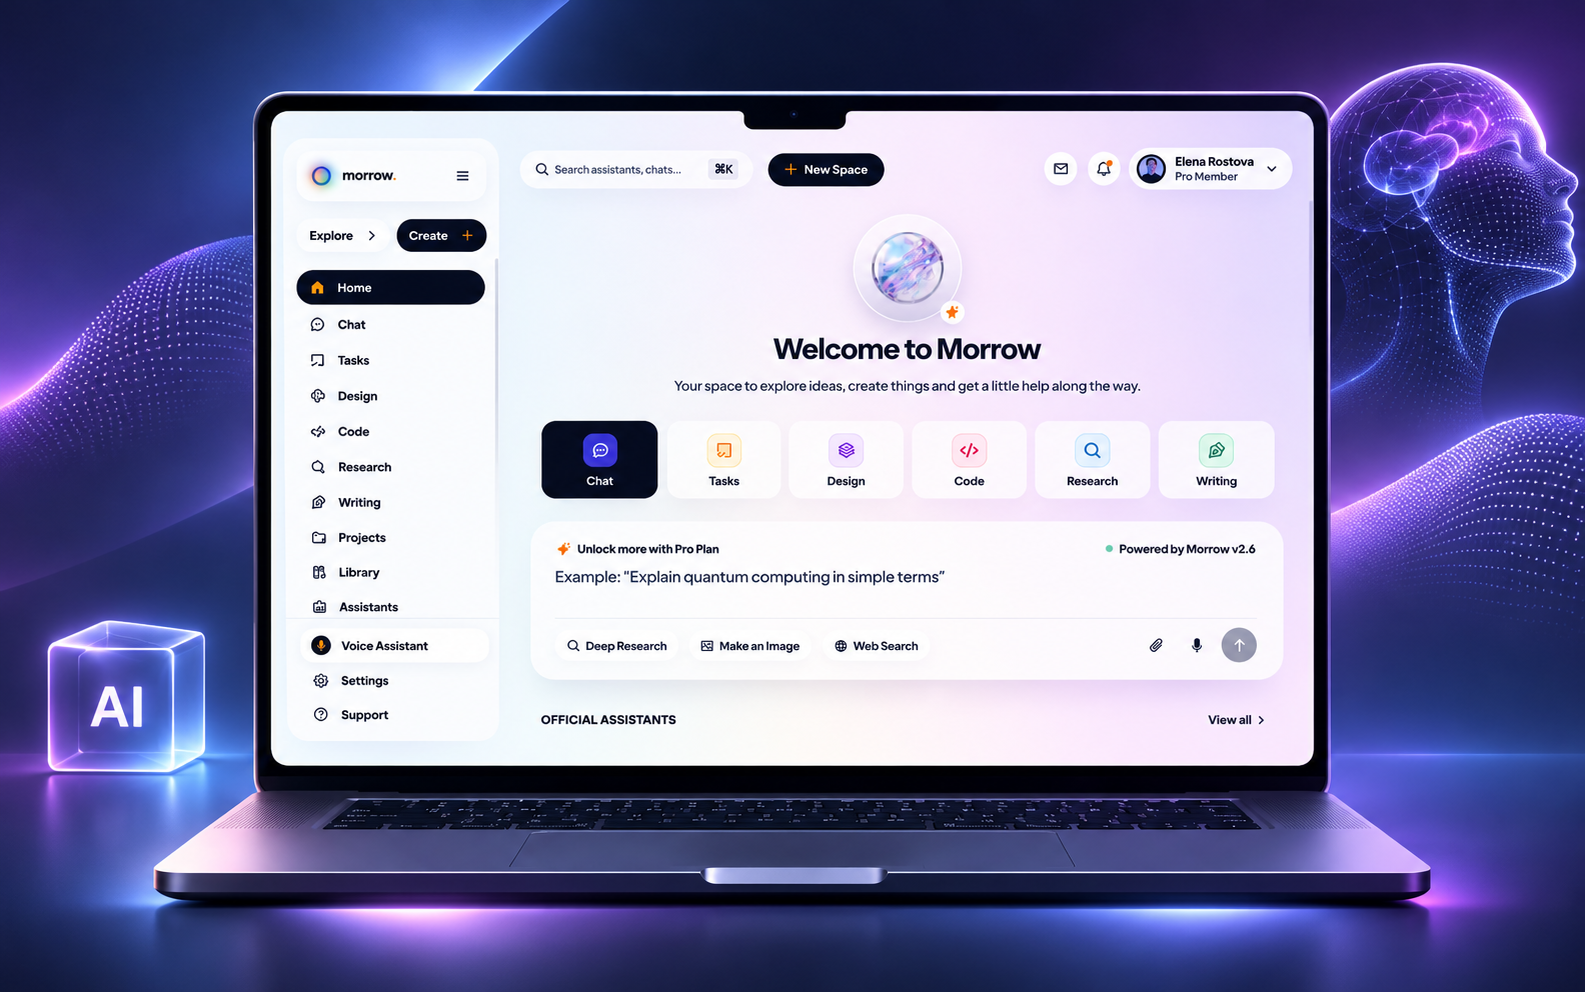 morrow.
Explore
Create
Home
Chat
Tasks
Design
Code
Research
Writing
Projects
Library
Assistants
Voice Assistant
Settings
Support
Search assistants, chats...
⌘K
New Space
Elena Rostova
Pro Member
Welcome to Morrow
Your space to explore ideas, create things and get a little help along the way.
Chat
Tasks
Design
Code
Research
Writing
Unlock more with Pro Plan
Powered by Morrow v2.6
Example: “Explain quantum computing in simple terms”
Deep Research
Make an Image
Web Search
OFFICIAL ASSISTANTS
View all
AI